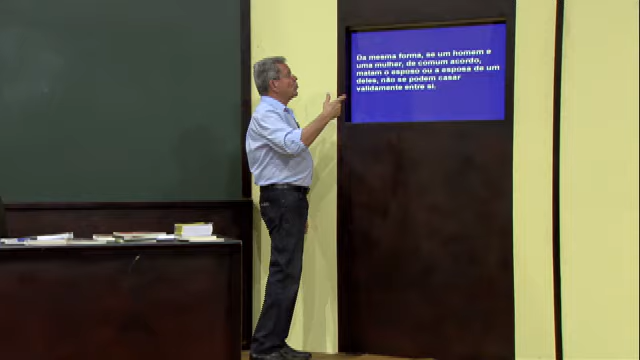 Da mesma forma, se um homem e
uma mulher, de comum acordo,
matam o esposo ou a esposa de um
deles, não se podem casar
validamente entre si.